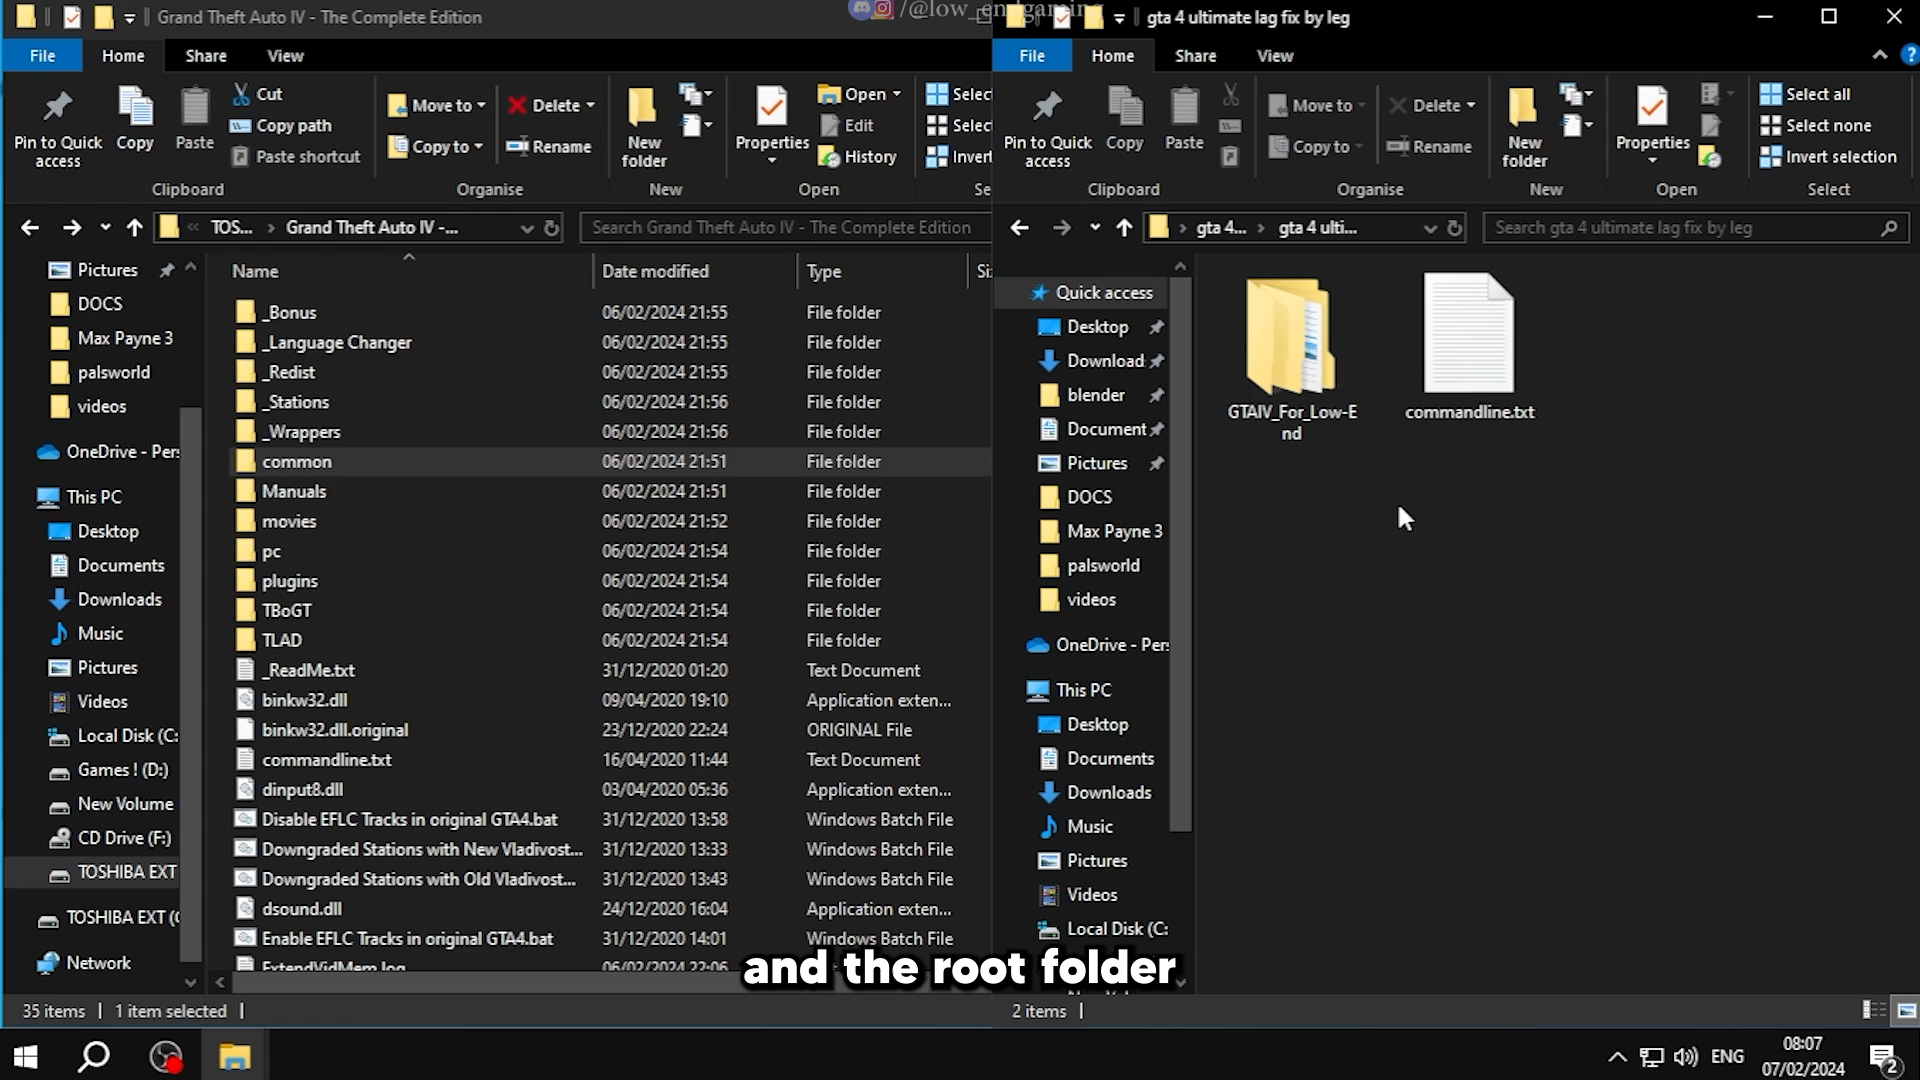 Grand Theft Auto IV - The Complete Edition
File
Home
Share
View
Pin to Quick access
Copy
Paste
Cut
Copy path
Paste shortcut
Clipboard
Move to
Copy to
Delete
Rename
Organise
New folder
New
Properties
Open
Edit
History
Open
Selec
Selec
Invert
Se
TOS... › Grand Theft Auto IV -...
Search Grand Theft Auto IV - The Complete Edition
Pictures
DOCS
Max Payne 3
palsworld
videos
OneDrive - Pers
This PC
Desktop
Documents
Downloads
Music
Pictures
Videos
Local Disk (C:
Games ! (D:)
New Volume
CD Drive (F:)
TOSHIBA EXT
TOSHIBA EXT (
Network
Name Date modified Type Si
_Bonus 06/02/2024 21:55 File folder
_Language Changer 06/02/2024 21:55 File folder
_Redist 06/02/2024 21:55 File folder
_Stations 06/02/2024 21:56 File folder
_Wrappers 06/02/2024 21:56 File folder
common 06/02/2024 21:51 File folder
Manuals 06/02/2024 21:51 File folder
movies 06/02/2024 21:52 File folder
pc 06/02/2024 21:54 File folder
plugins 06/02/2024 21:54 File folder
TBoGT 06/02/2024 21:54 File folder
TLAD 06/02/2024 21:54 File folder
_ReadMe.txt 31/12/2020 01:20 Text Document
binkw32.dll 09/04/2020 19:10 Application exten...
binkw32.dll.original 23/12/2020 22:24 ORIGINAL File
commandline.txt 16/04/2020 11:44 Text Document
dinput8.dll 03/04/2020 05:36 Application exten...
Disable EFLC Tracks in original GTA4.bat 31/12/2020 13:58 Windows Batch File
Downgraded Stations with New Vladivost... 31/12/2020 13:33 Windows Batch File
Downgraded Stations with Old Vladivost... 31/12/2020 13:43 Windows Batch File
dsound.dll 24/12/2020 16:04 Application exten...
Enable EFLC Tracks in original GTA4.bat 31/12/2020 14:01 Windows Batch File
ExtendVidMem.log 06/02/2024 22:06
35 items 1 item selected
/@low_endgaming
gta 4 ultimate lag fix by leg
File
Home
Share
View
Pin to Quick access
Copy
Paste
Clipboard
Move to
Copy to
Delete
Rename
Organise
New folder
New
Properties
Open
Select all
Select none
Invert selection
Select
› gta 4... › gta 4 ulti...
Search gta 4 ultimate lag fix by leg
Quick access
Desktop
Download
blender
Document
Pictures
DOCS
Max Payne 3
palsworld
videos
OneDrive - Pers
This PC
Desktop
Documents
Downloads
Music
Pictures
Videos
Local Disk (C:
GTAIV_For_Low-E
nd
commandline.txt
and the root folder
2 items
ENG
08:07
07/02/2024
2